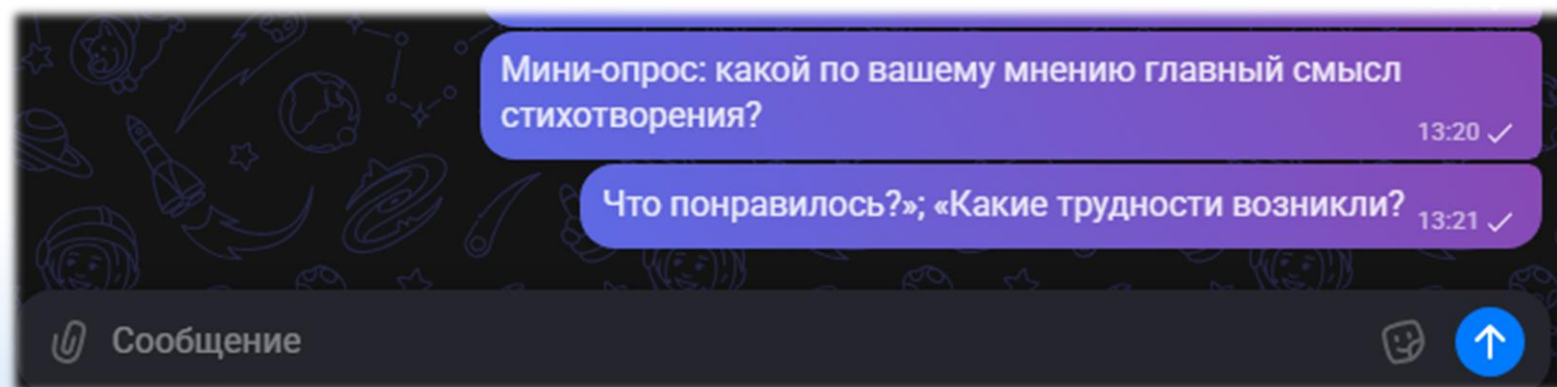 Мини-опрос: какой по вашему мнению главный смысл
стихотворения?
13:20
Что понравилось?»; «Какие трудности возникли?
13:21
Сообщение